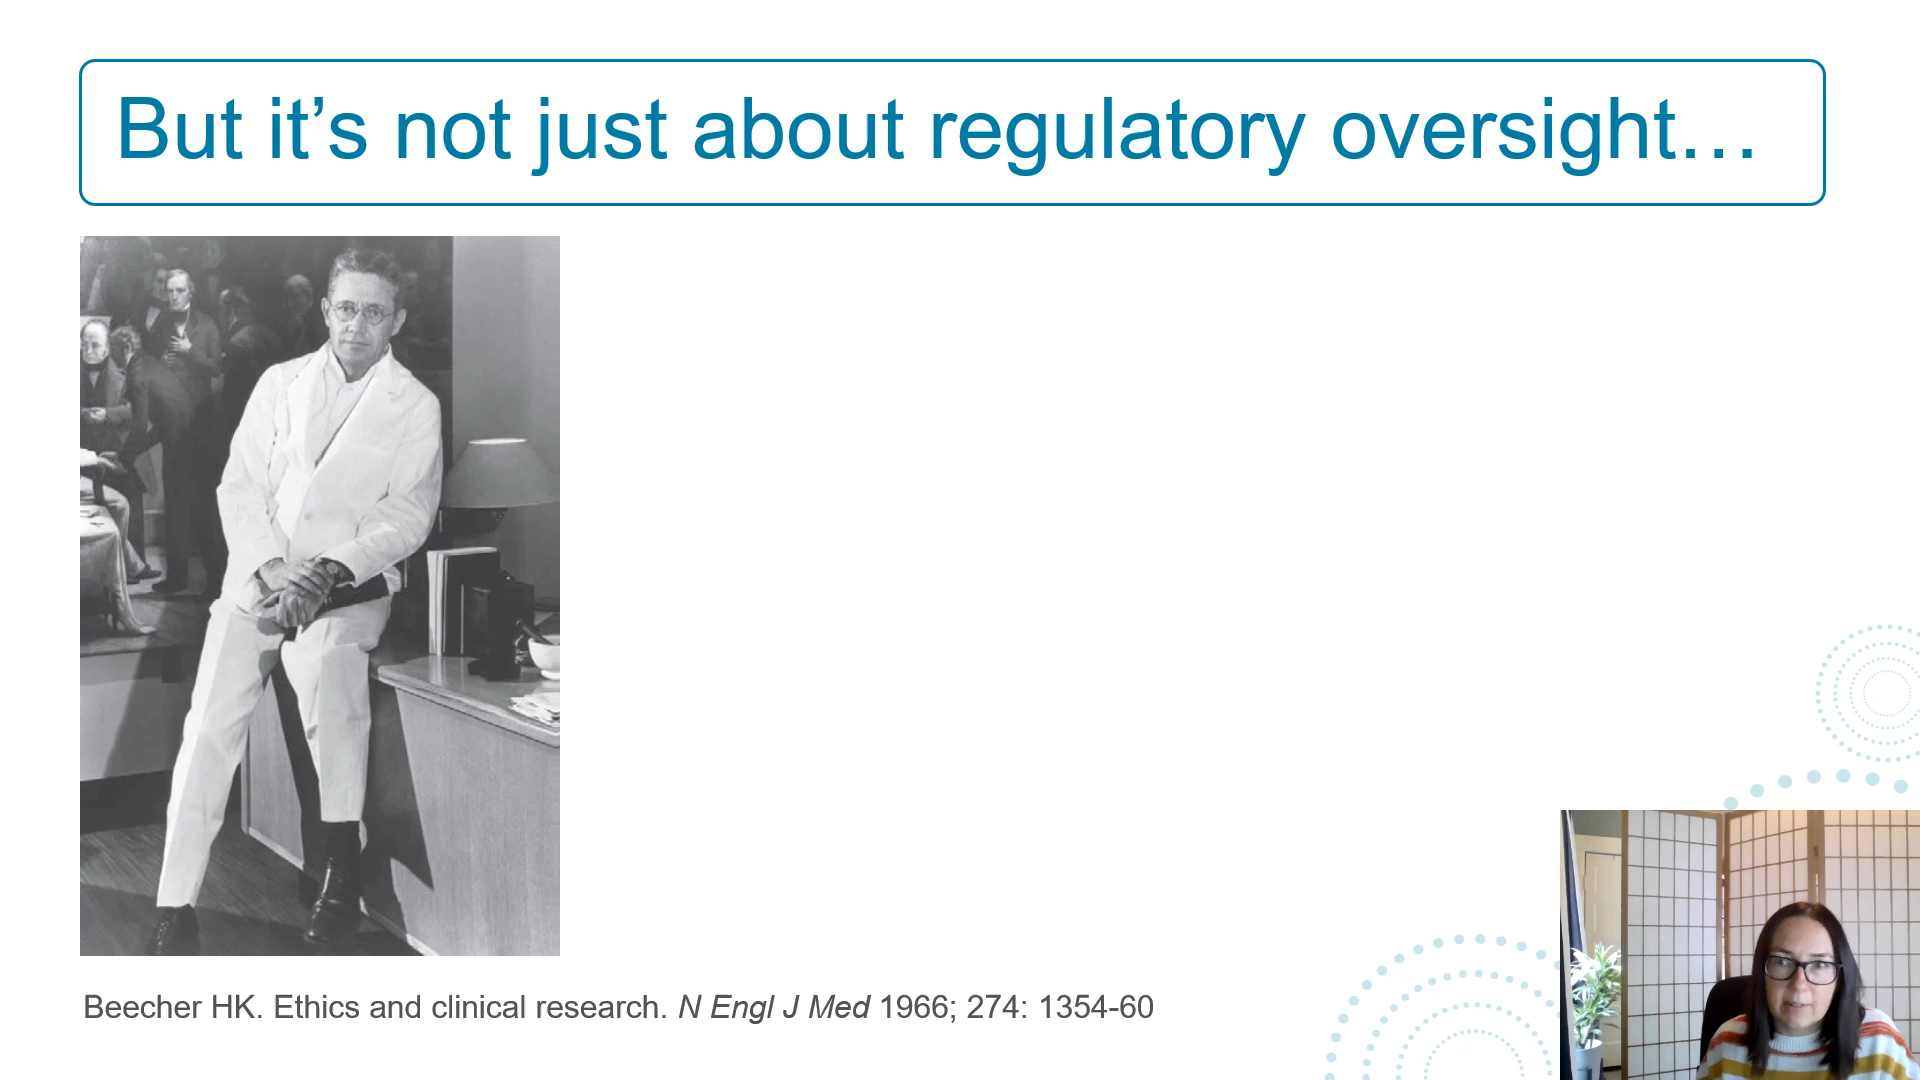 But it’s not just about regulatory oversight…
Beecher HK. Ethics and clinical research. N Engl J Med 1966; 274: 1354-60